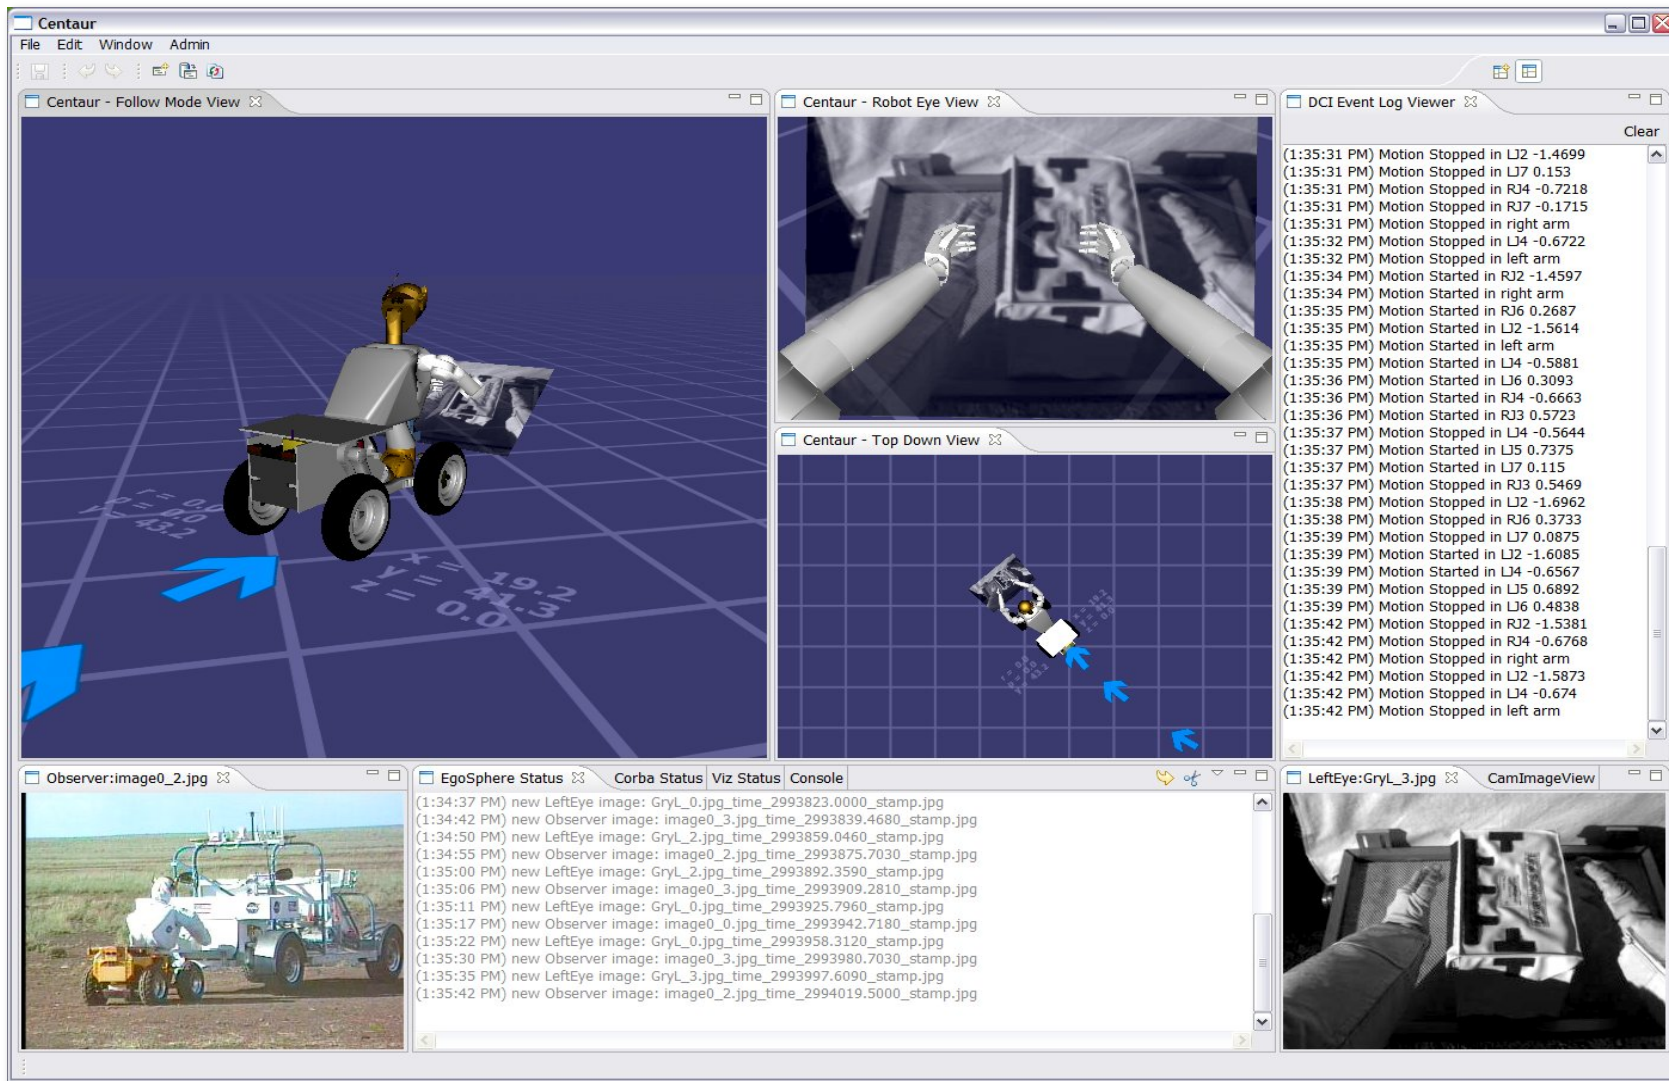 Centaur
File Edit Window Admin
Centaur - Follow Mode View
r = 0.0
p = 0.0
y = 43.2
x = 19.2
y = 41.3
z = 0.0
Centaur - Robot Eye View
Centaur - Top Down View
x = 19.2
y = 41.3
z = 0.0
r = 0.0
p = 0.0
y = 43.2
DCI Event Log Viewer
Clear
(1:35:31 PM) Motion Stopped in LJ2 -1.4699
(1:35:31 PM) Motion Stopped in LJ7 0.153
(1:35:31 PM) Motion Stopped in RJ4 -0.7218
(1:35:31 PM) Motion Stopped in RJ7 -0.1715
(1:35:31 PM) Motion Stopped in right arm
(1:35:32 PM) Motion Stopped in LJ4 -0.6722
(1:35:32 PM) Motion Stopped in left arm
(1:35:34 PM) Motion Started in RJ2 -1.4597
(1:35:34 PM) Motion Started in right arm
(1:35:35 PM) Motion Started in RJ6 0.2687
(1:35:35 PM) Motion Started in LJ2 -1.5614
(1:35:35 PM) Motion Started in left arm
(1:35:35 PM) Motion Started in LJ4 -0.5881
(1:35:36 PM) Motion Started in LJ6 0.3093
(1:35:36 PM) Motion Started in RJ4 -0.6663
(1:35:36 PM) Motion Started in RJ3 0.5723
(1:35:37 PM) Motion Stopped in LJ4 -0.5644
(1:35:37 PM) Motion Started in LJ5 0.7375
(1:35:37 PM) Motion Started in LJ7 0.115
(1:35:37 PM) Motion Stopped in RJ3 0.5469
(1:35:38 PM) Motion Stopped in LJ2 -1.6962
(1:35:38 PM) Motion Stopped in RJ6 0.3733
(1:35:39 PM) Motion Stopped in LJ7 0.0875
(1:35:39 PM) Motion Started in LJ2 -1.6085
(1:35:39 PM) Motion Started in LJ4 -0.6567
(1:35:39 PM) Motion Stopped in LJ5 0.6892
(1:35:39 PM) Motion Stopped in LJ6 0.4838
(1:35:42 PM) Motion Stopped in RJ2 -1.5381
(1:35:42 PM) Motion Stopped in RJ4 -0.6768
(1:35:42 PM) Motion Stopped in right arm
(1:35:42 PM) Motion Stopped in LJ2 -1.5873
(1:35:42 PM) Motion Stopped in LJ4 -0.674
(1:35:42 PM) Motion Stopped in left arm
Observer:image0_2.jpg
EgoSphere Status Corba Status Viz Status Console
(1:34:37 PM) new LeftEye image: GryL_0.jpg_time_2993823.0000_stamp.jpg
(1:34:42 PM) new Observer image: image0_3.jpg_time_2993839.4680_stamp.jpg
(1:34:50 PM) new LeftEye image: GryL_2.jpg_time_2993859.0460_stamp.jpg
(1:34:55 PM) new Observer image: image0_2.jpg_time_2993875.7030_stamp.jpg
(1:35:00 PM) new LeftEye image: GryL_2.jpg_time_2993892.3590_stamp.jpg
(1:35:06 PM) new Observer image: image0_3.jpg_time_2993909.2810_stamp.jpg
(1:35:11 PM) new LeftEye image: GryL_0.jpg_time_2993925.7960_stamp.jpg
(1:35:17 PM) new Observer image: image0_0.jpg_time_2993942.7180_stamp.jpg
(1:35:22 PM) new LeftEye image: GryL_0.jpg_time_2993958.3120_stamp.jpg
(1:35:30 PM) new Observer image: image0_3.jpg_time_2993980.7030_stamp.jpg
(1:35:35 PM) new LeftEye image: GryL_3.jpg_time_2993997.6090_stamp.jpg
(1:35:42 PM) new Observer image: image0_2.jpg_time_2994019.5000_stamp.jpg
LeftEye:GryL_3.jpg CamImageView